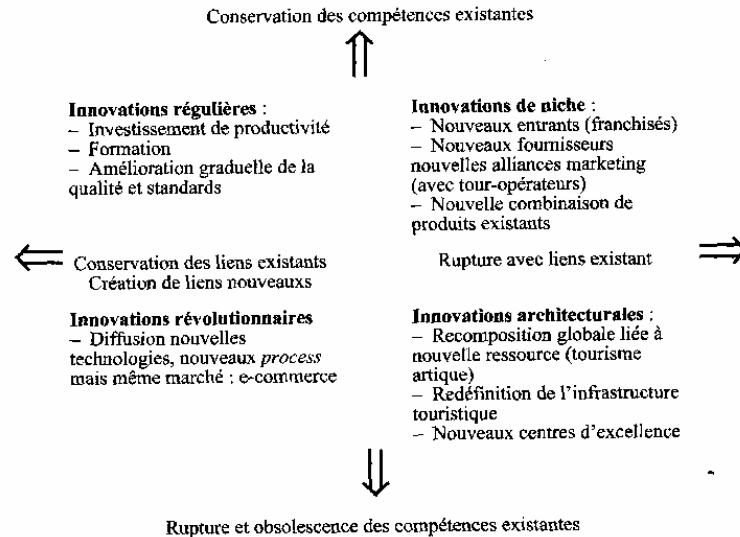 Conservation des compétences existantes
Innovations régulières :
– Investissement de productivité
– Formation
– Amélioration graduelle de la
qualité et standards
Innovations de niche :
– Nouveaux entrants (franchisés)
– Nouveaux fournisseurs
nouvelles alliances marketing
(avec tour-opérateurs)
– Nouvelle combinaison de
produits existants
Conservation des liens existants
Création de liens nouveauxs
Rupture avec liens existant
Innovations révolutionnaires
– Diffusion nouvelles
technologies, nouveaux process
mais même marché : e-commerce
Innovations architecturales :
– Recomposition globale liée à
nouvelle ressource (tourisme
artique)
– Redéfinition de l'infrastructure
touristique
– Nouveaux centres d'excellence
Rupture et obsolescence des compétences existantes